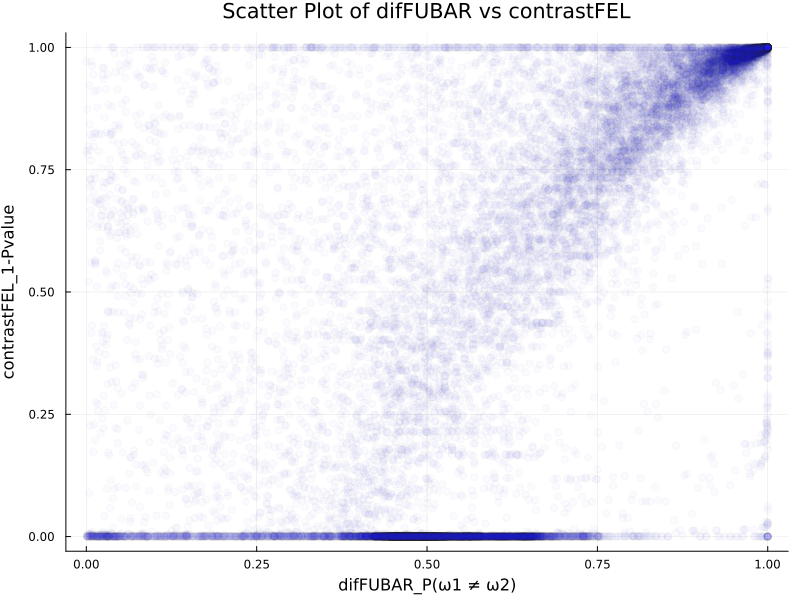 Scatter Plot of difFUBAR vs contrastFEL
contrastFEL_1-Pvalue
1.00
0.75
0.50
0.25
0.00
0.00 0.25 0.50 0.75 1.00
difFUBAR_P(ω1 ≠ ω2)